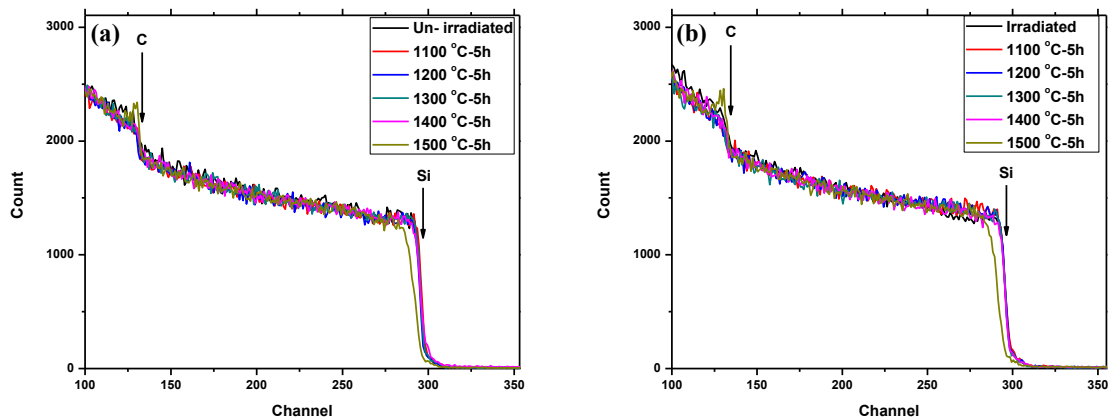 (a)
C
Un- irradiated
1100 °C-5h
1200 °C-5h
1300 °C-5h
1400 °C-5h
1500 °C-5h
Si
3000
2000
1000
0
Count
100 150 200 250 300 350
Channel
(b)
C
Irradiated
1100 °C-5h
1200 °C-5h
1300 °C-5h
1400 °C-5h
1500 °C-5h
Si
3000
2000
1000
0
Count
100 150 200 250 300 350
Channel